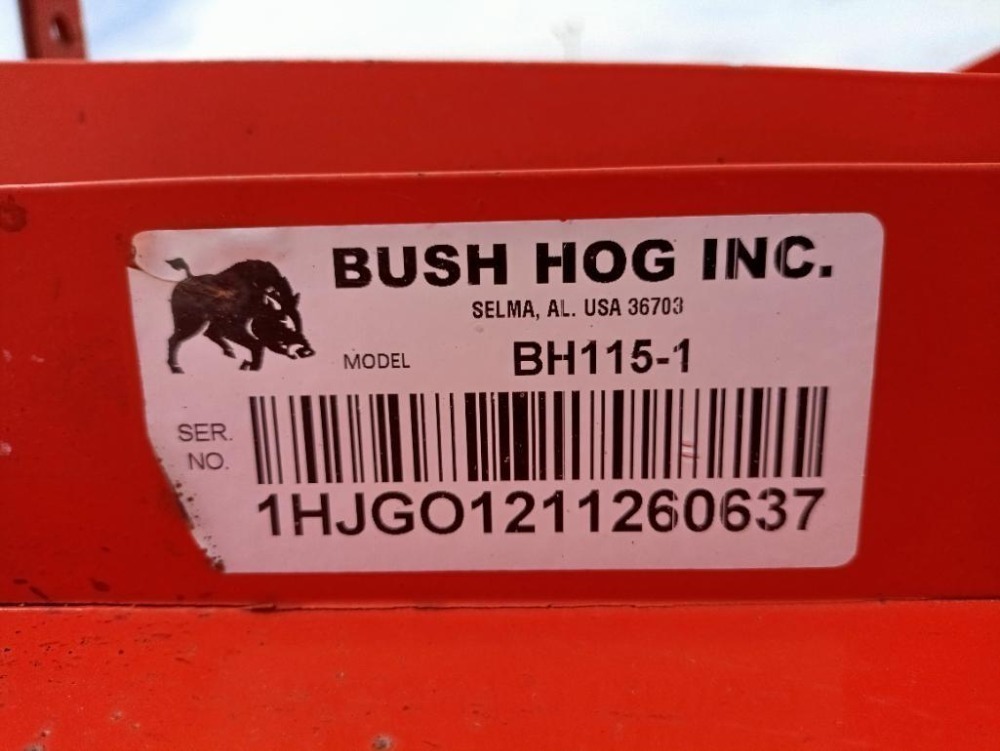 BUSH HOG INC.
SELMA, AL. USA 36703
MODEL BH115-1
SER.
NO.
1HJGO1211260637